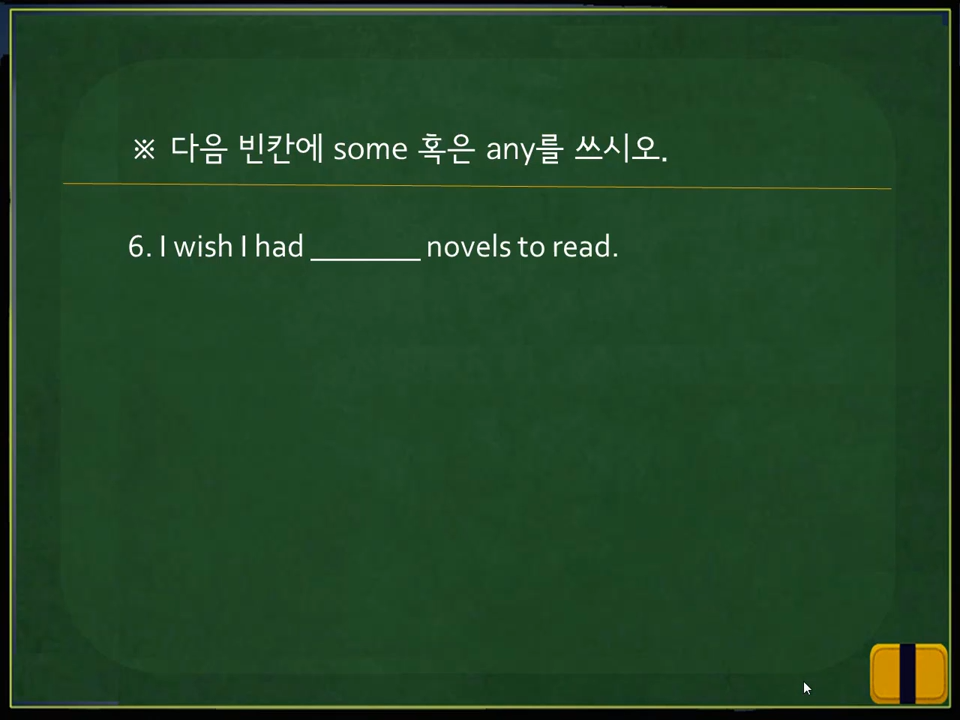 ※ 다음 빈칸에 some 혹은 any를 쓰시오.
6. I wish I had _______ novels to read.